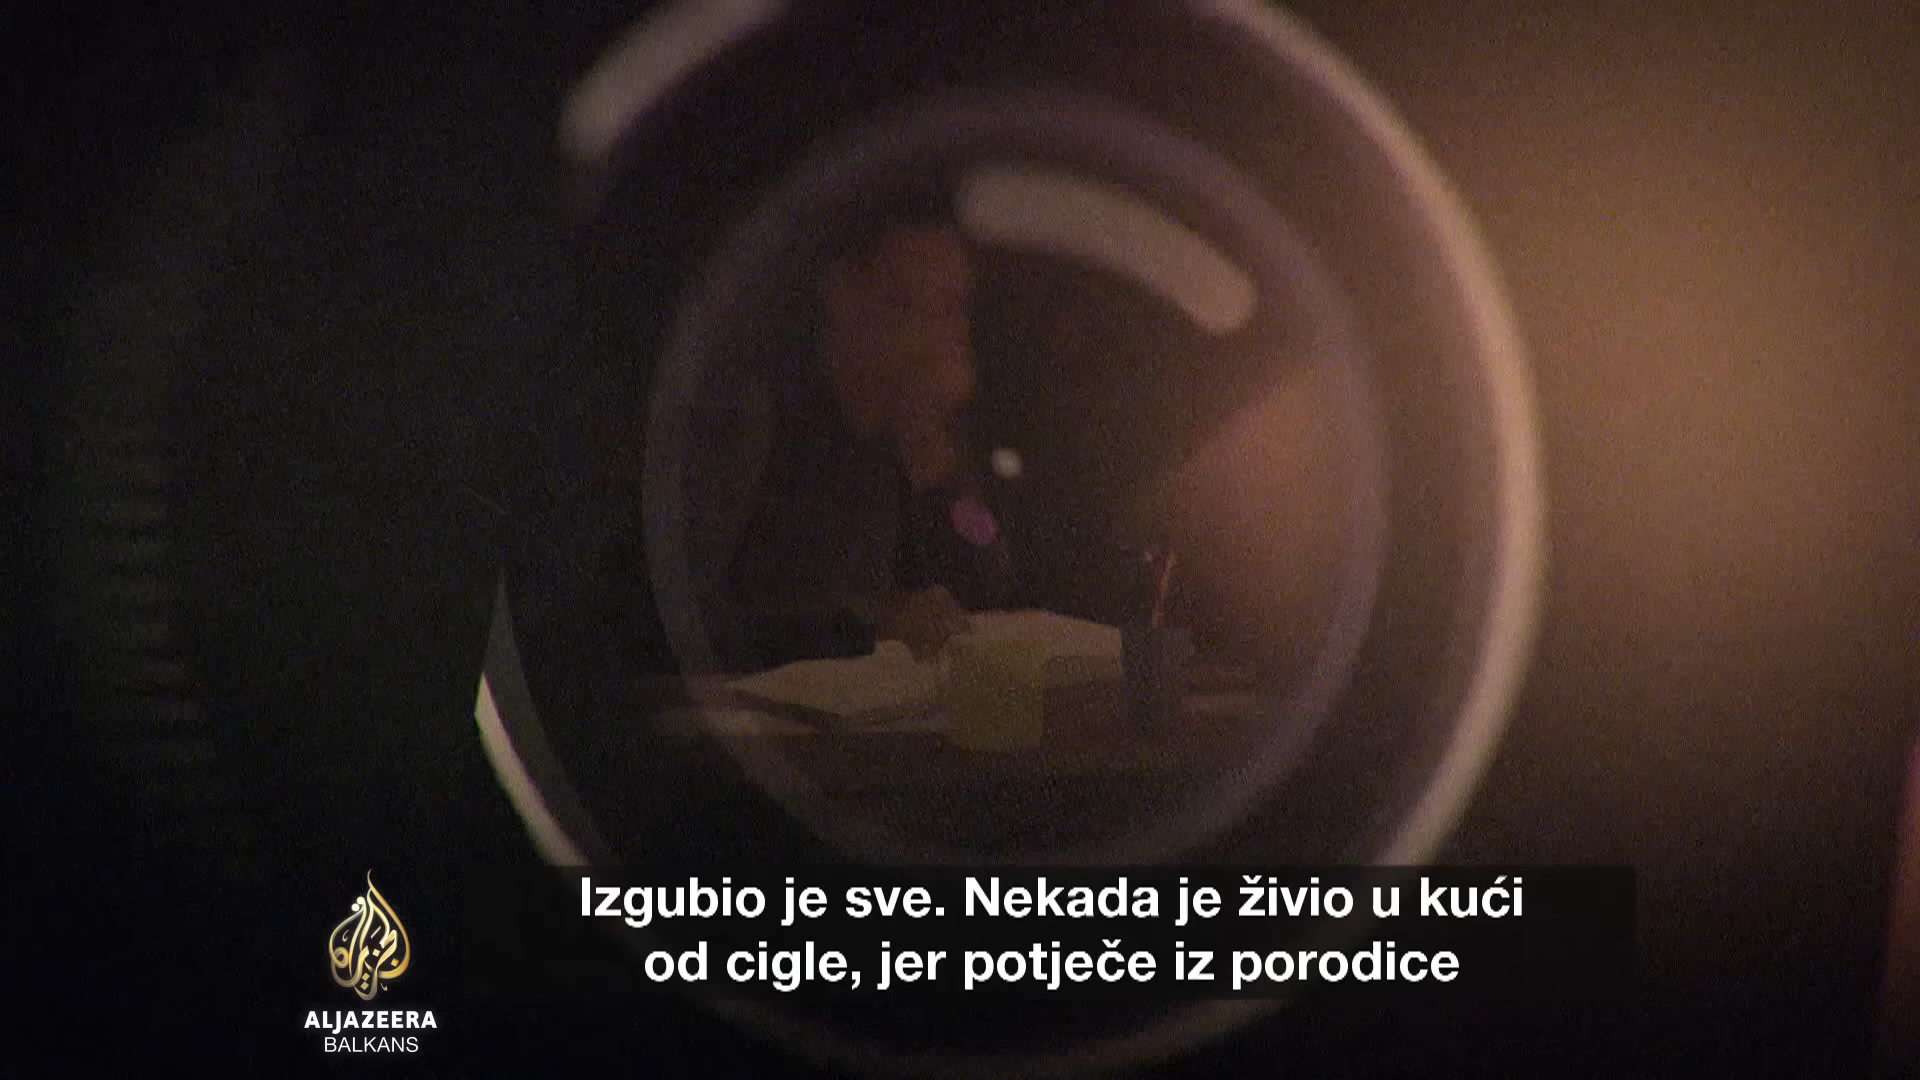 Izgubio je sve. Nekada je živio u kući
od cigle, jer potječe iz porodice
ALJAZEERA
BALKANS